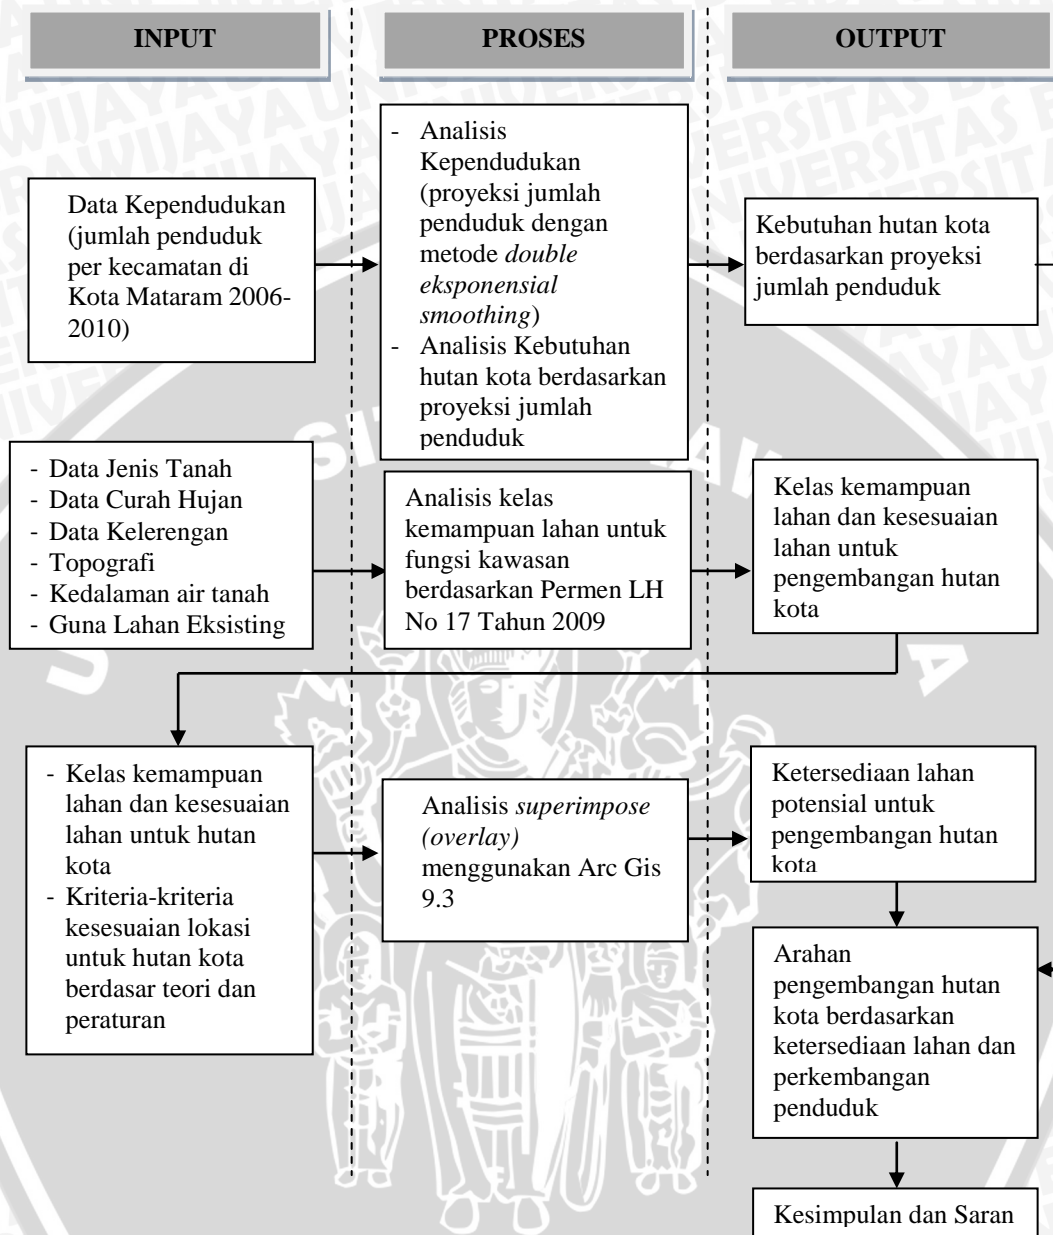 INPUT
PROSES
OUTPUT
Data Kependudukan
(jumlah penduduk
per kecamatan di
Kota Mataram 2006-
2010)
- Analisis
Kependudukan
(proyeksi jumlah
penduduk dengan
metode double
eksponensial
smoothing)
- Analisis Kebutuhan
hutan kota berdasarkan
proyeksi jumlah
penduduk
Kebutuhan hutan kota
berdasarkan proyeksi
jumlah penduduk
- Data Jenis Tanah
- Data Curah Hujan
- Data Kelerengan
- Topografi
- Kedalaman air tanah
- Guna Lahan Eksisting
Analisis kelas
kemampuan lahan untuk
fungsi kawasan
berdasarkan Permen LH
No 17 Tahun 2009
Kelas kemampuan
lahan dan kesesuaian
lahan untuk
pengembangan hutan
kota
- Kelas kemampuan
lahan dan kesesuaian
lahan untuk hutan
kota
- Kriteria-kriteria
kesesuaian lokasi
untuk hutan kota
berdasar teori dan
peraturan
Analisis superimpose
(overlay)
menggunakan Arc Gis
9.3
Ketersediaan lahan
potensial untuk
pengembangan hutan
kota
Arahan
pengembangan hutan
kota berdasarkan
ketersediaan lahan dan
perkembangan
penduduk
Kesimpulan dan Saran